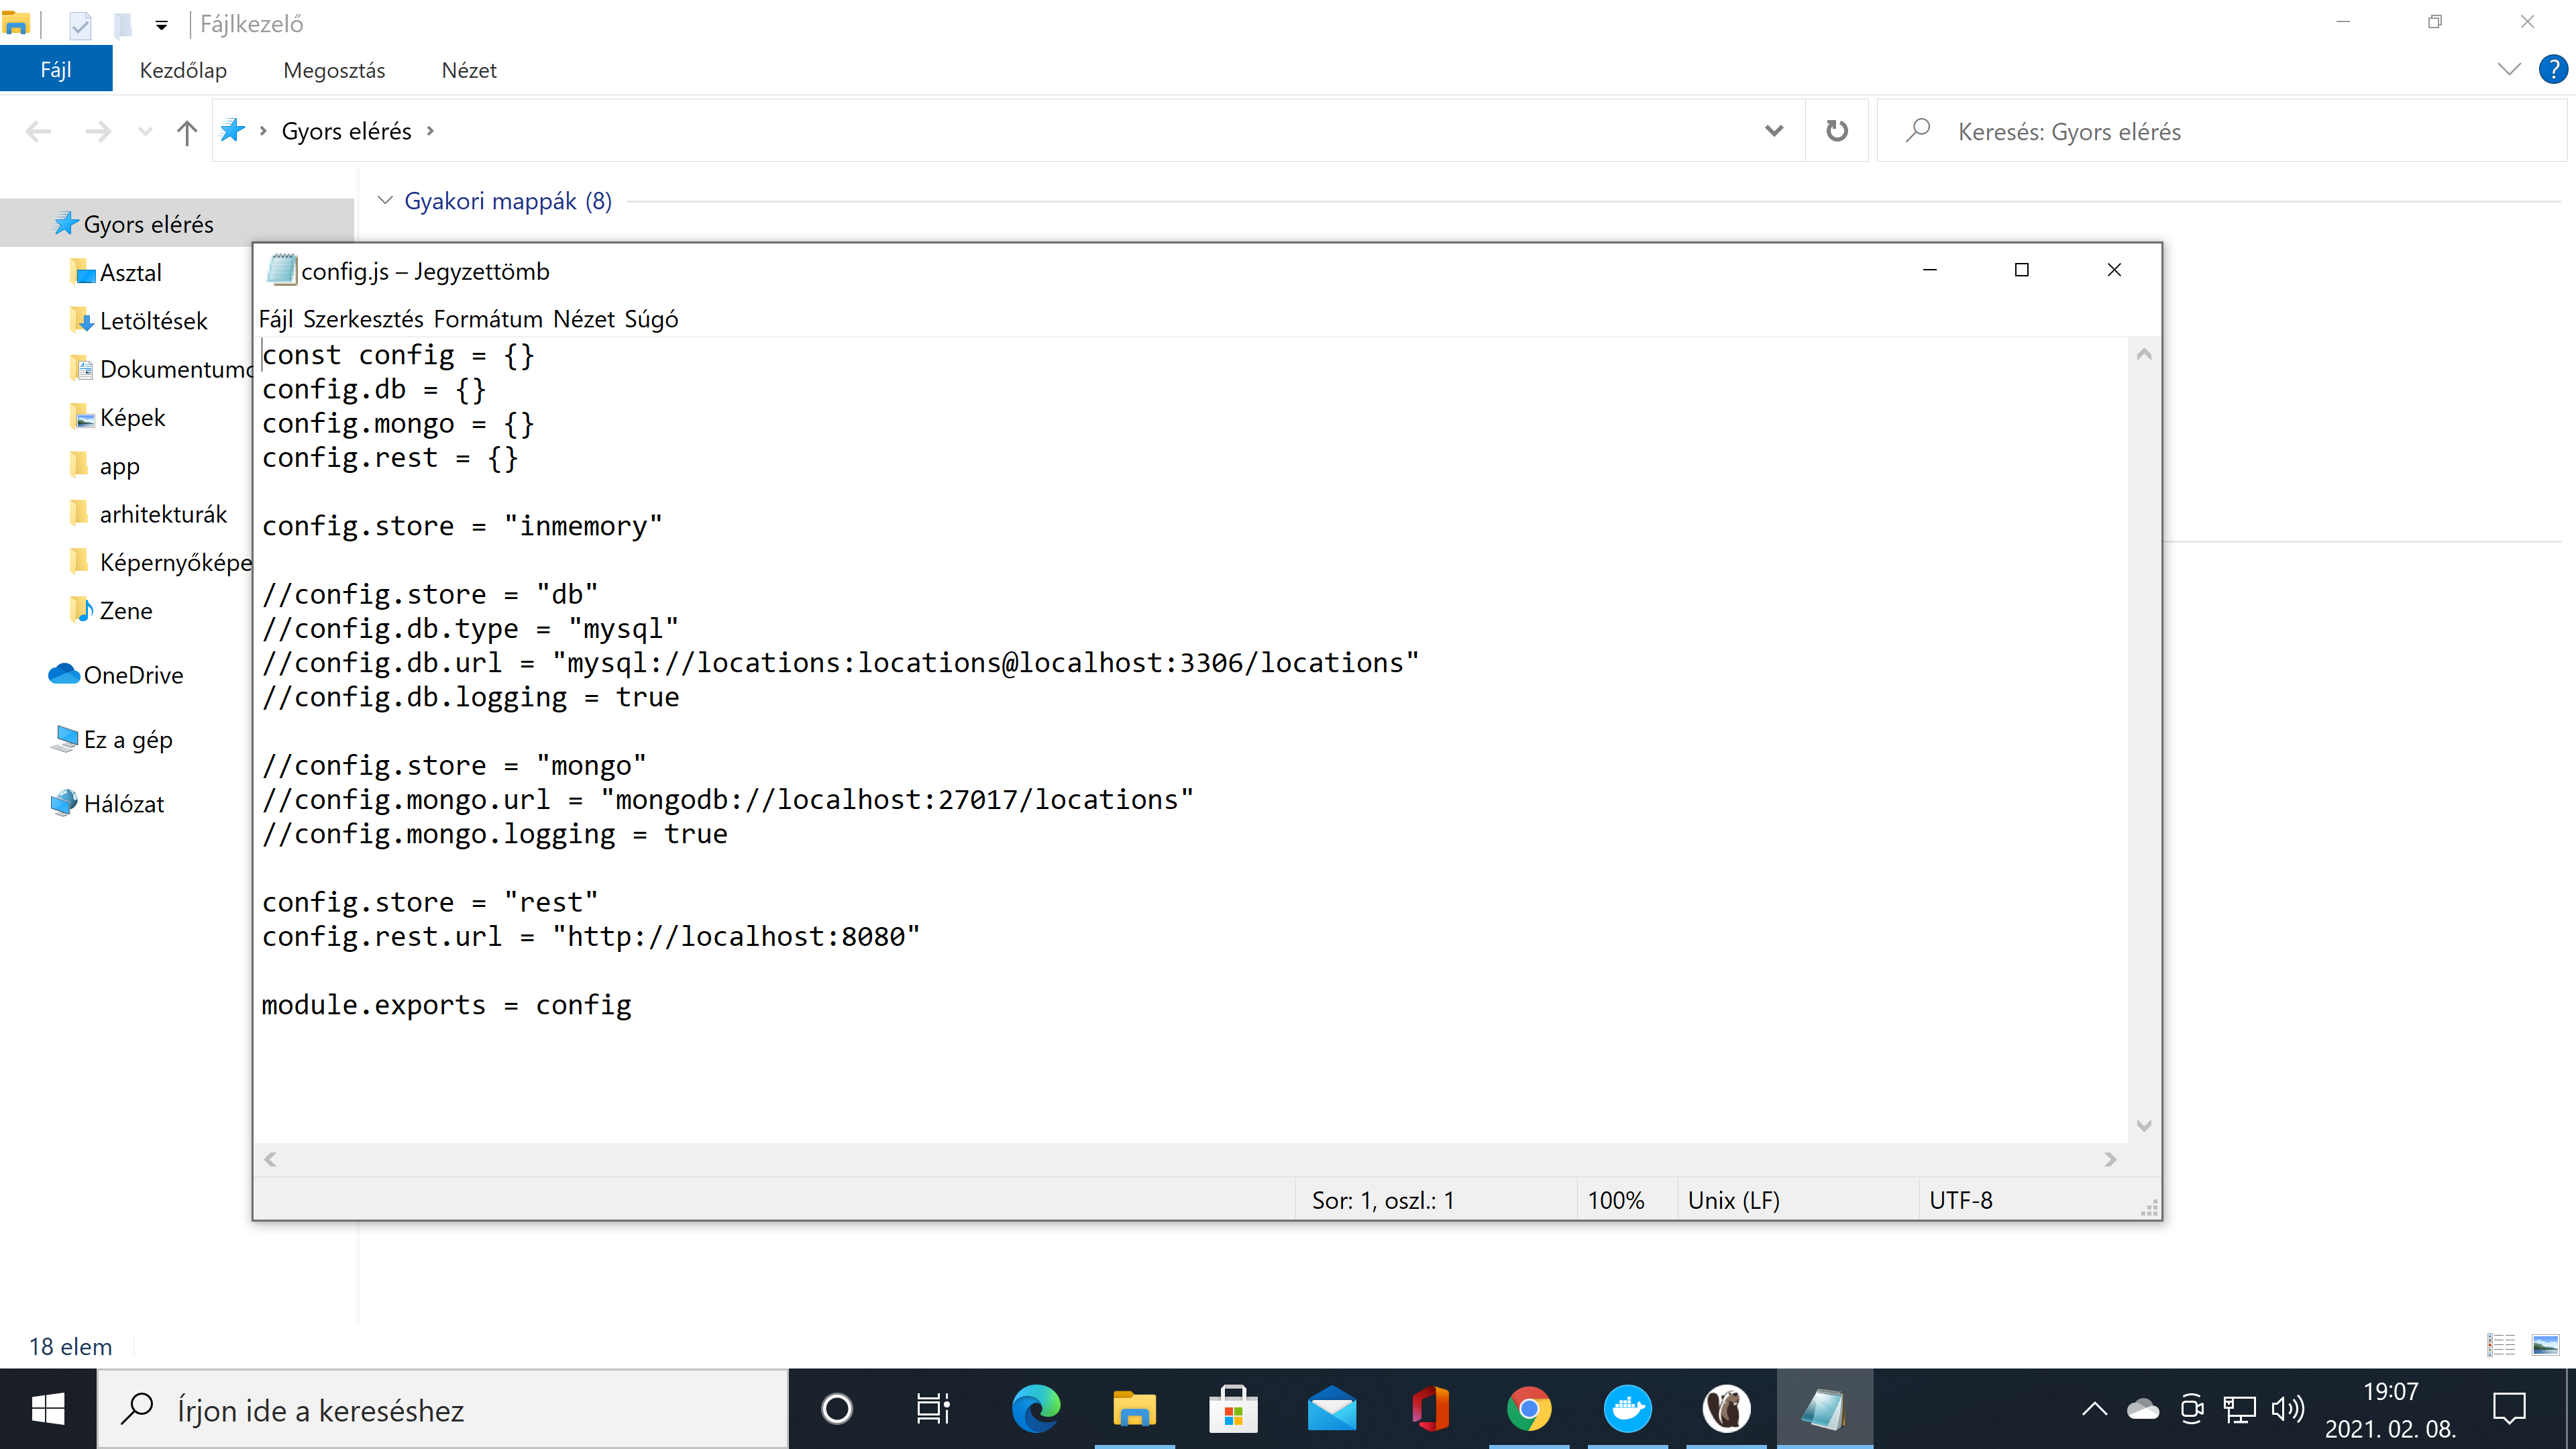 Fájlkezelő
Fájl
Kezdőlap
Megosztás
Nézet
?
Gyors elérés
Keresés: Gyors elérés
Gyors elérés
Asztal
Letöltések
Dokumentumo
Képek
app
arhitekturák
Képernyőképe
Zene
OneDrive
Ez a gép
Hálózat
Gyakori mappák (8)
config.js – Jegyzettömb
Fájl Szerkesztés Formátum Nézet Súgó
const config = {}
config.db = {}
config.mongo = {}
config.rest = {}
config.store = "inmemory"
//config.store = "db"
//config.db.type = "mysql"
//config.db.url = "mysql://locations:locations@localhost:3306/locations"
//config.db.logging = true
//config.store = "mongo"
//config.mongo.url = "mongodb://localhost:27017/locations"
//config.mongo.logging = true
config.store = "rest"
config.rest.url = "http://localhost:8080"
module.exports = config
Sor: 1, oszl.: 1
100%
Unix (LF)
UTF-8
18 elem
Írjon ide a kereséshez
19:07
2021. 02. 08.